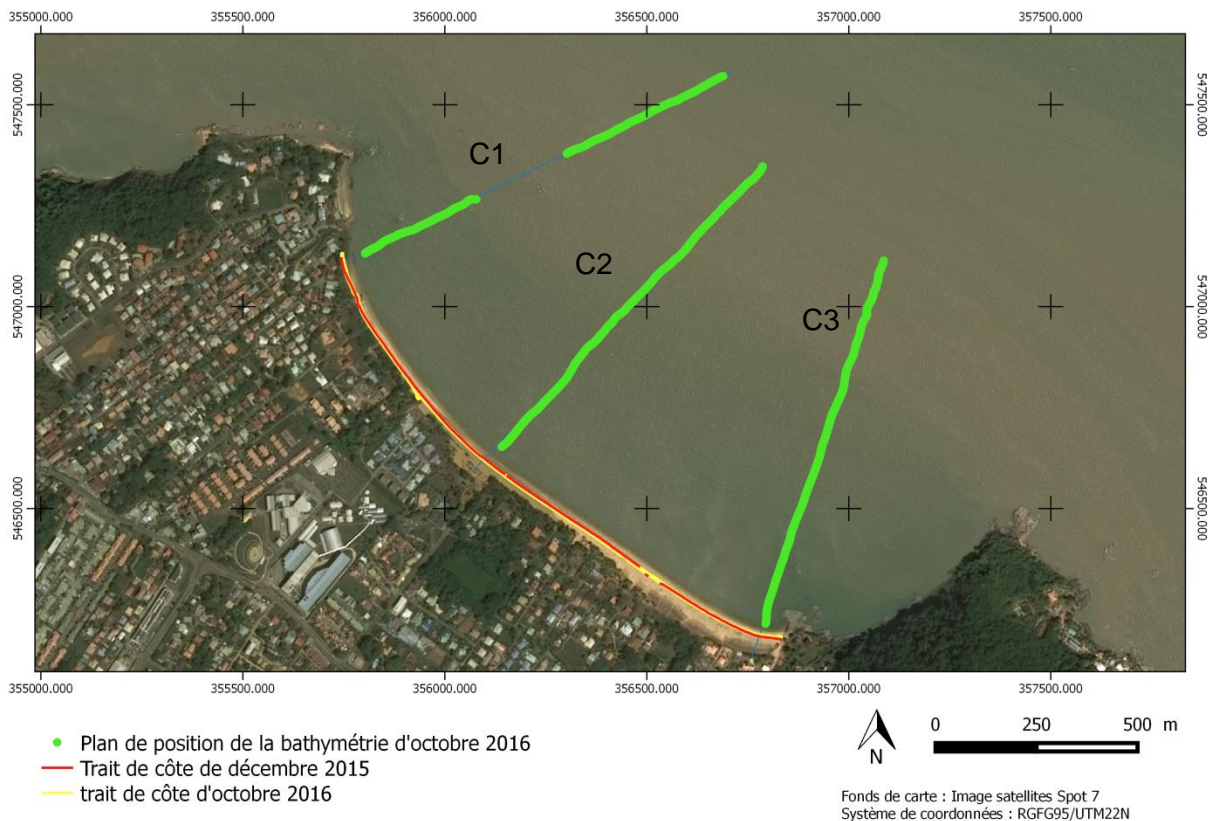 355000.000 355500.000 356000.000 356500.000 357000.000 357500.000
547500.000 547500.000
C1
C2
547000.000 C3 547000.000
546500.000 546500.000
355000.000 355500.000 356000.000 356500.000 357000.000 357500.000
Plan de position de la bathymétrie d'octobre 2016
Trait de côte de décembre 2015
trait de côte d'octobre 2016
N
0 250 500 m
Fonds de carte : Image satellites Spot 7
Système de coordonnées : RGFG95/UTM22N